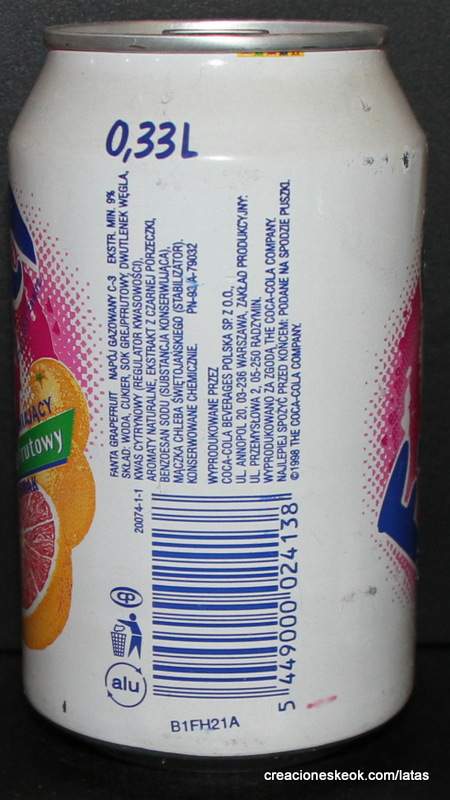 0,33L
FANTA GRAPEFRUIT NAPÓJ GAZOWANY C-3 EKSTR. MIN. 9%
SKŁAD: WODA, CUKIER, SOK GREJPFRUTOWY, DWUTLENEK WĘGLA,
KWAS CYTRYNOWY (REGULATOR KWASOWOŚCI),
AROMATY NATURALNE, EKSTRAKT Z CZARNEJ PORZECZKI,
BENZOESAN SODU (SUBSTANCJA KONSERWUJĄCA),
MĄCZKA CHLEBA ŚWIĘTOJAŃSKIEGO (STABILIZATOR).
KONSERWOWANE CHEMICZNIE. PN-93/A-79032
WYPRODUKOWANE PRZEZ
COCA-COLA BEVERAGES POLSKA SP. Z O.O.,
UL. ANNOPOL 20, 03-236 WARSZAWA, ZAKŁAD PRODUKCYJNY:
UL. PRZEMYSŁOWA 2, 05-250 RADZYMIN.
WYPRODUKOWANO ZA ZGODĄ THE COCA-COLA COMPANY.
NAJLEPIEJ SPOŻYĆ PRZED KOŃCEM: PODANE NA SPODZIE PUSZKI.
©1998 THE COCA-COLA COMPANY.
20074-1-1
5 449000 024138
alu
B1FH21A
creacioneskeok.com/latas